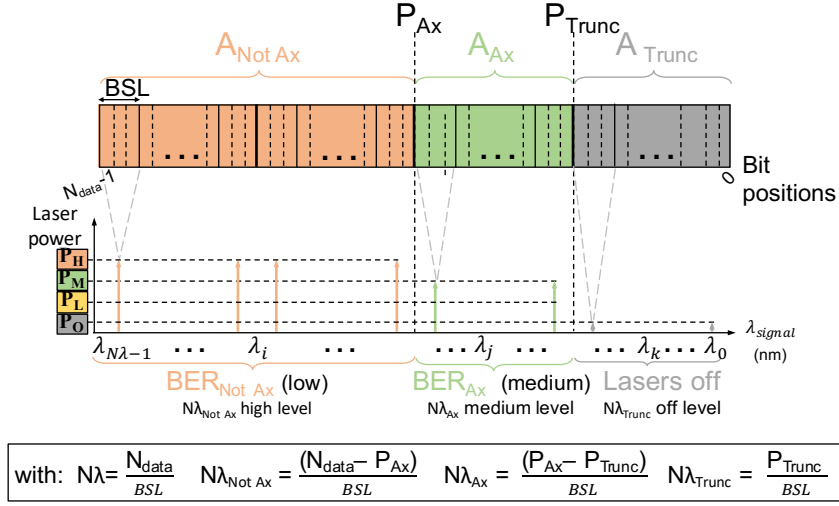 P_Ax P_Trunc
A_Not Ax A_Ax A_Trunc
BSL
... ... ... ...
N_data-1 0 Bit positions
Laser power
P_H
P_M
P_L
P_O
λ_signal (nm)
λ_Nλ−1 ... λ_i ... ... λ_j ... ... λ_k ... λ_0
BER_Not Ax (low) BER_Ax (medium) Lasers off
Nλ_Not Ax high level Nλ_Ax medium level Nλ_Trunc off level
with: Nλ= N_data/BSL Nλ_Not Ax = (N_data− P_Ax)/BSL Nλ_Ax = (P_Ax− P_Trunc)/BSL Nλ_Trunc = P_Trunc/BSL